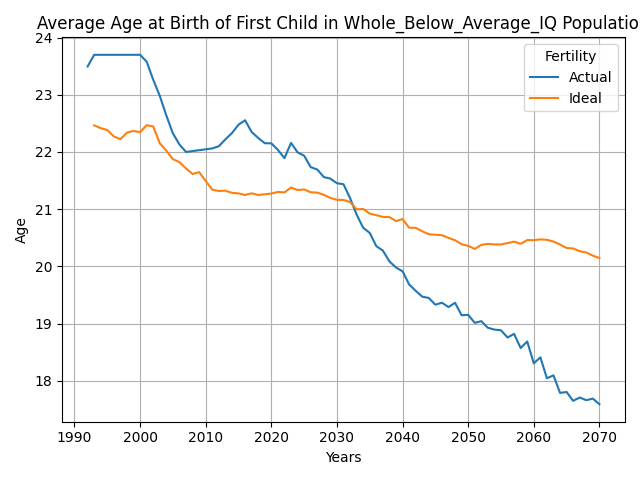 Average Age at Birth of First Child in Whole_Below_Average_IQ Populatio
24
23
22
21
20
19
18
Age
Fertility
Actual
Ideal
1990 2000 2010 2020 2030 2040 2050 2060 2070
Years